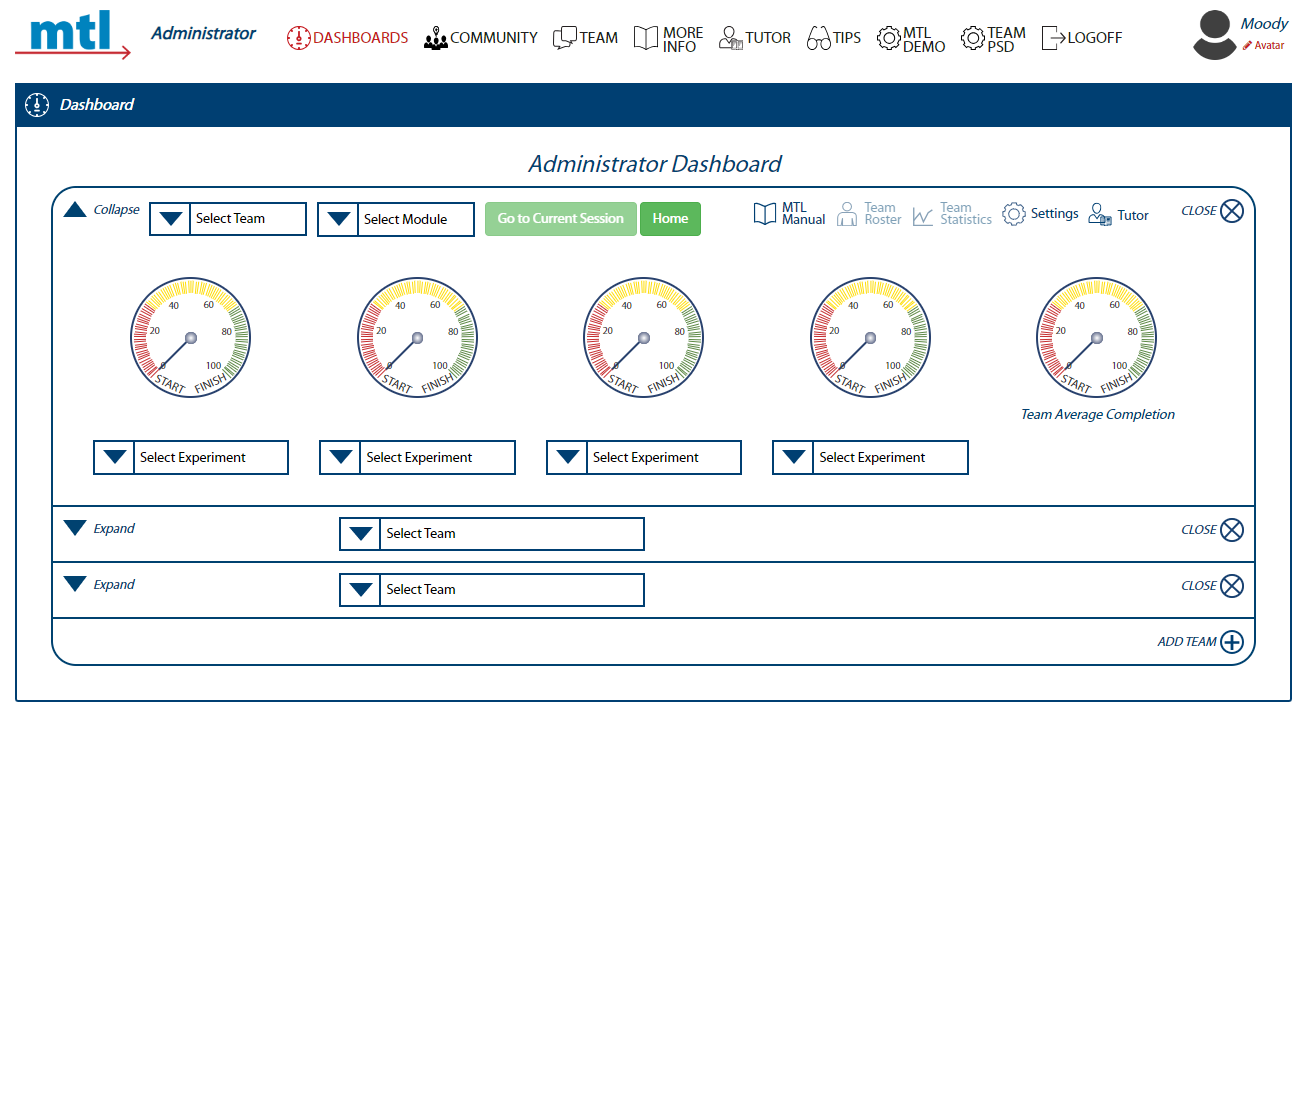 mtl
Administrator
DASHBOARDS
COMMUNITY
TEAM
MORE
INFO
TUTOR
TIPS
MTL
DEMO
TEAM
PSD
LOGOFF
Moody
Avatar
Dashboard
Administrator Dashboard
Collapse
Select Team
Select Module
Go to Current Session
Home
MTL
Manual
Team
Roster
Team
Statistics
Settings
Tutor
CLOSE
0 20 40 60 80 100
START FINISH
0 20 40 60 80 100
START FINISH
0 20 40 60 80 100
START FINISH
0 20 40 60 80 100
START FINISH
0 20 40 60 80 100
START FINISH
Team Average Completion
Select Experiment
Select Experiment
Select Experiment
Select Experiment
Expand
Select Team
CLOSE
Expand
Select Team
CLOSE
ADD TEAM